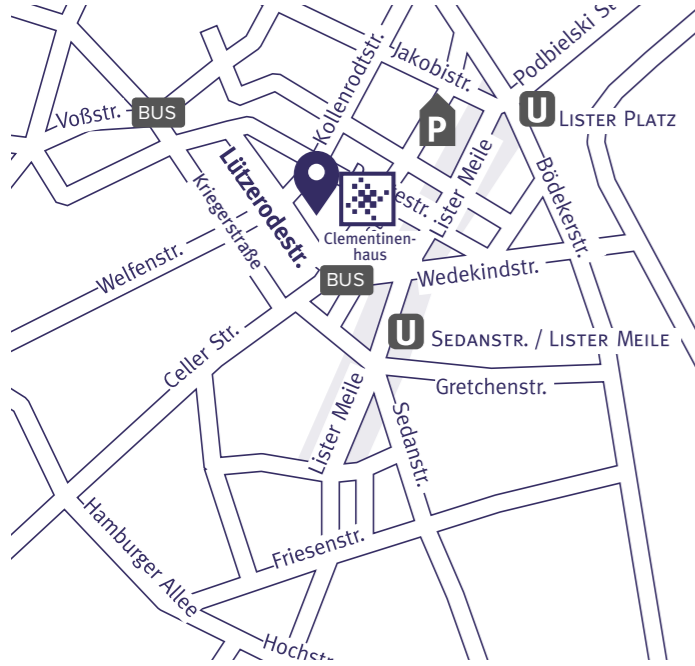 Jakobistr.
Podbielski St
Kollenrodtstr.
Voßstr.
BUS
P
U LISTER PLATZ
Lützerodestr.
Kriegerstraße
Lister Meile
Bödekerstr.
Clementinen-
haus
Welfenstr.
BUS
Wedekindstr.
U SEDANSTR. / LISTER MEILE
Celler Str.
Gretchenstr.
Lister Meile
Sedanstr.
Hamburger Allee
Friesenstr.
Hochstr.